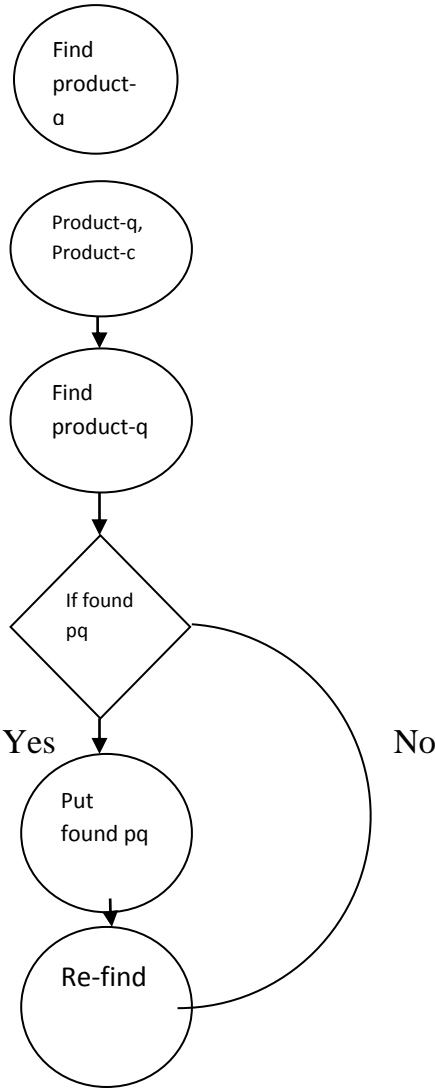 Find
product-
a
Product-q,
Product-c
Find
product-q
If found
pq
Yes
No
Put
found pq
Re-find